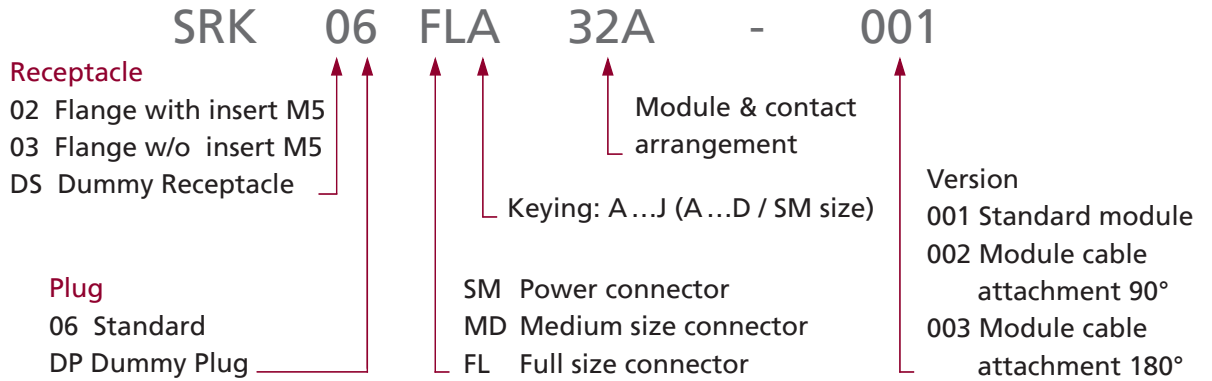 SRK 06 FLA 32A - 001
Receptacle
02 Flange with insert M5
03 Flange w/o insert M5
DS Dummy Receptacle
Plug
06 Standard
DP Dummy Plug
Module & contact
arrangement
Keying: A...J (A...D / SM size)
SM Power connector
MD Medium size connector
FL Full size connector
Version
001 Standard module
002 Module cable
attachment 90°
003 Module cable
attachment 180°